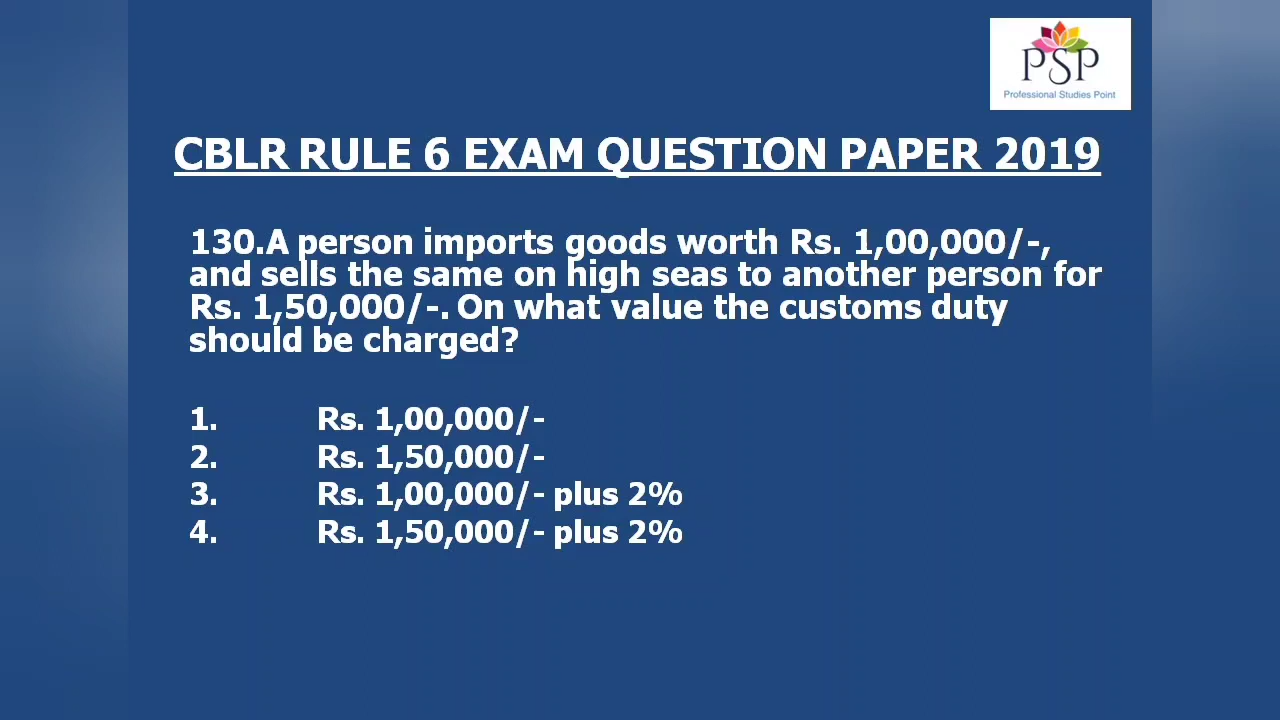 PSP
Professional Studies Point
CBLR RULE 6 EXAM QUESTION PAPER 2019
130.A person imports goods worth Rs. 1,00,000/-,
and sells the same on high seas to another person for
Rs. 1,50,000/-. On what value the customs duty
should be charged?
1. Rs. 1,00,000/-
2. Rs. 1,50,000/-
3. Rs. 1,00,000/- plus 2%
4. Rs. 1,50,000/- plus 2%